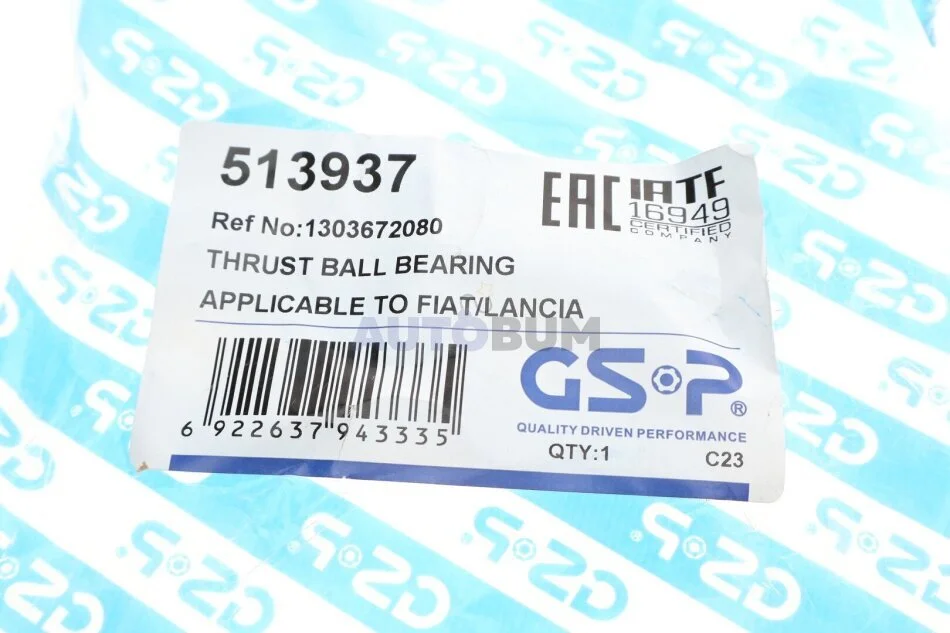 513937
EAC
IATF
16949
CERTIFIED
COMPANY
Ref No:1303672080
THRUST BALL BEARING
APPLICABLE TO FIAT/LANCIA
AUTOBUM
6 922637 943335
GSP®
QUALITY DRIVEN PERFORMANCE
QTY:1
C23